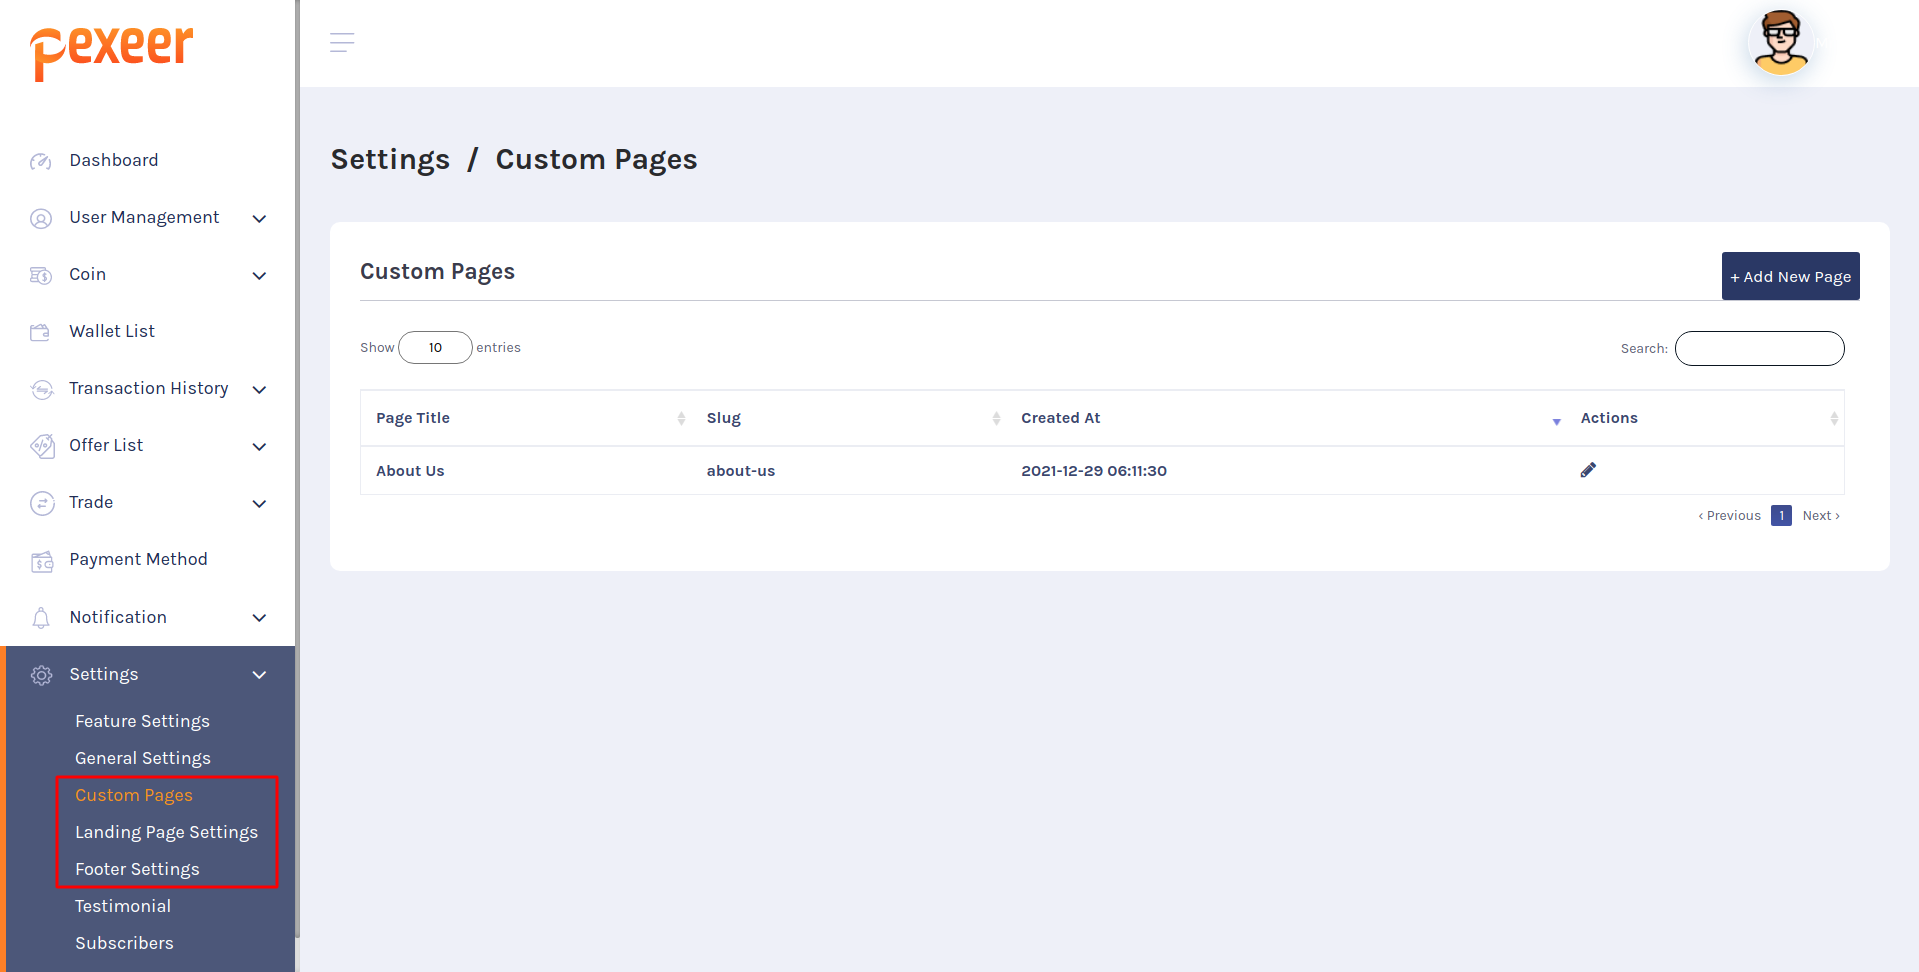 pexeer
Dashboard
User Management
Coin
Wallet List
Transaction History
Offer List
Trade
Payment Method
Notification
Settings
Feature Settings
General Settings
Custom Pages
Landing Page Settings
Footer Settings
Testimonial
Subscribers
Settings / Custom Pages
Custom Pages
+ Add New Page
Show 10 entries
Search:
Page Title Slug Created At Actions
About Us about-us 2021-12-29 06:11:30
‹ Previous 1 Next ›